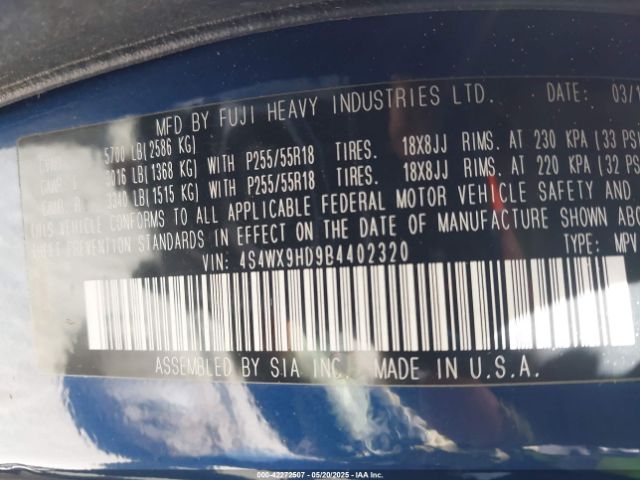 MFD BY FUJI HEAVY INDUSTRIES LTD. DATE: 03/1
5700 LB(2586 KG)
3016 LB(1368 KG) WITH P255/55R18 TIRES. 18X8JJ RIMS. AT 230 KPA (33 PS
3340 LB(1515 KG) WITH P255/55R18 TIRES. 18X8JJ RIMS. AT 220 KPA (32 PS
THIS VEHICLE CONFORMS TO ALL APPLICABLE FEDERAL MOTOR VEHICLE SAFETY AND
THEFT PREVENTION STANDARDS IN EFFECT ON THE DATE OF MANUFACTURE SHOWN ABO
VIN: 4S4WX9HD9B4402320 TYPE: MPV
ASSEMBLED BY SIA INC. MADE IN U.S.A.
000-42272507 - 05/20/2025 - IAAC Corp.